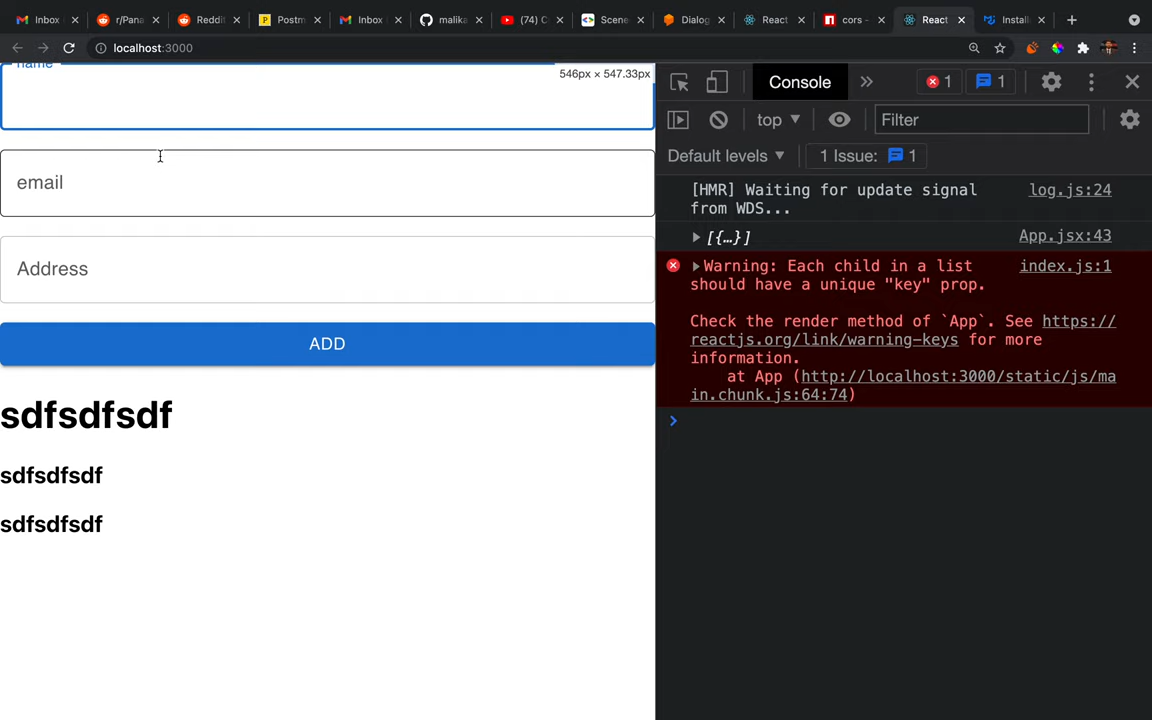 Inbox
r/Pana
Reddit
Postm
Inbox
malika
(74) C
Scene
Dialog
React
cors -
React
Install
localhost:3000
name
546px × 547.33px
email
Address
ADD
sdfsdfsdf
sdfsdfsdf
sdfsdfsdf
Console
1
1
top
Filter
Default levels
1 Issue:
1
[HMR] Waiting for update signal log.js:24
from WDS...
[{…}] App.jsx:43
Warning: Each child in a list index.js:1
should have a unique "key" prop.
Check the render method of `App`. See https://
reactjs.org/link/warning-keys for more
information.
at App (http://localhost:3000/static/js/ma
in.chunk.js:64:74)